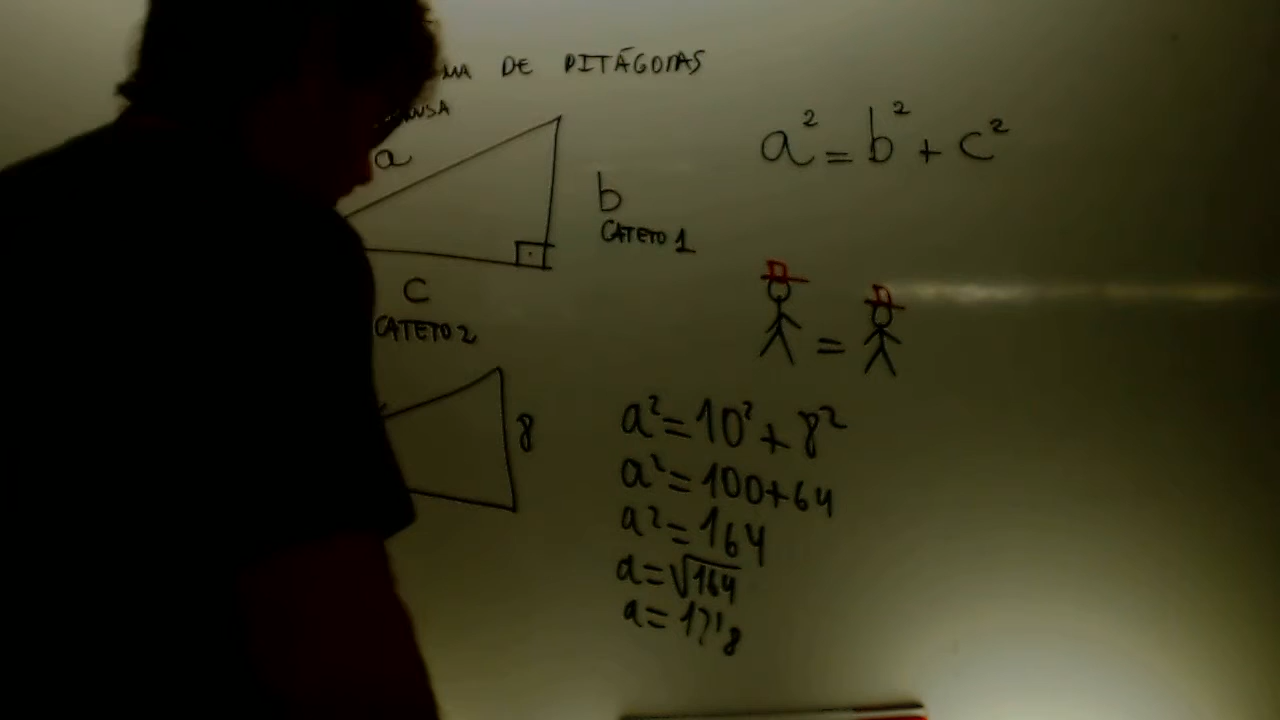 DE PITÁGORAS
a
b
CATETO 1
c
CATETO 2
a² = b² + c²
=
8
a² = 10² + 8²
a² = 100 + 64
a² = 164
a = √164
a = 12'8